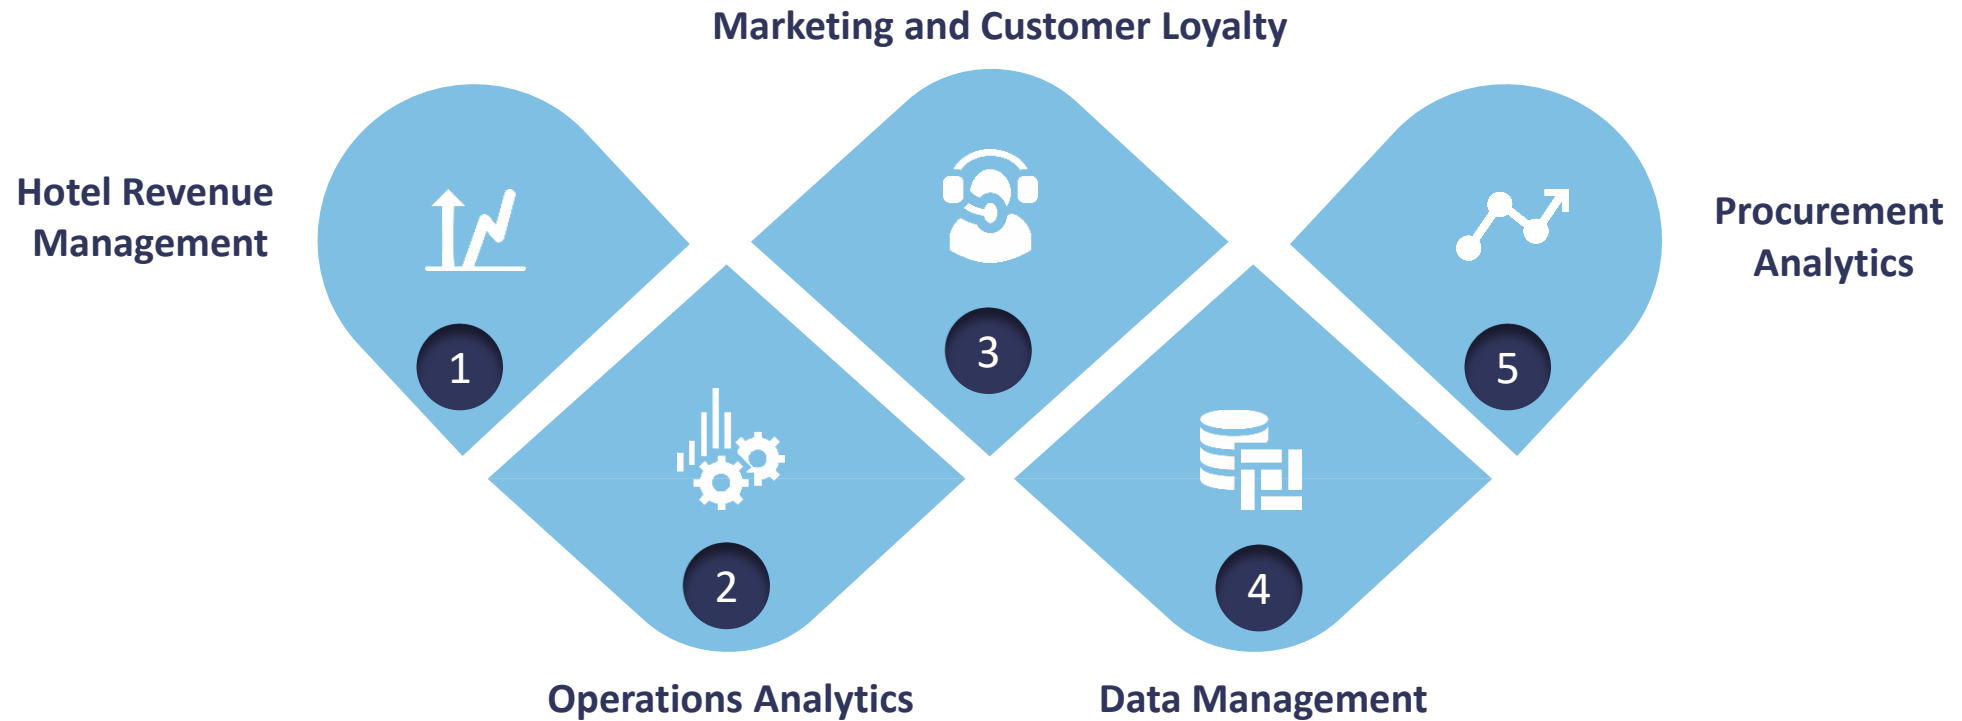 Marketing and Customer Loyalty
Hotel Revenue
Management
Procurement
Analytics
1
3
5
2
4
Operations Analytics
Data Management